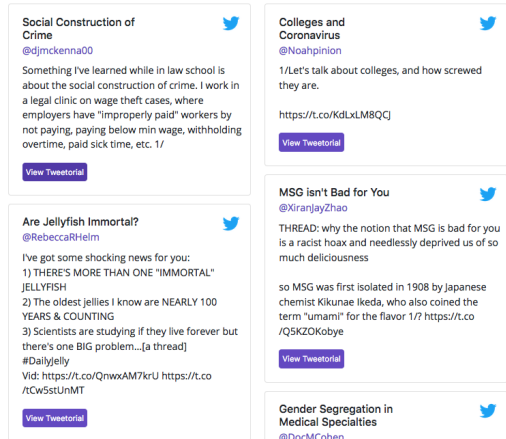 Social Construction of
Crime
@djmckenna00
Something I've learned while in law school is
about the social construction of crime. I work in
a legal clinic on wage theft cases, where
employers have "improperly paid" workers by
not paying, paying below min wage, withholding
overtime, paid sick time, etc. 1/
View Tweetorial
Are Jellyfish Immortal?
@RebeccaRHelm
I've got some shocking news for you:
1) THERE'S MORE THAN ONE "IMMORTAL"
JELLYFISH
2) The oldest jellies I know are NEARLY 100
YEARS & COUNTING
3) Scientists are studying if they live forever but
there's one BIG problem...[a thread]
#DailyJelly
Vid: https://t.co/QnwxAM7krU https://t.co
/tCw5stUnMT
View Tweetorial
Colleges and
Coronavirus
@Noahpinion
1/Let's talk about colleges, and how screwed
they are.
https://t.co/KdLxLM8QCJ
View Tweetorial
MSG isn't Bad for You
@XiranJayZhao
THREAD: why the notion that MSG is bad for you
is a racist hoax and needlessly deprived us of so
much deliciousness
so MSG was first isolated in 1908 by Japanese
chemist Kikunae Ikeda, who also coined the
term "umami" for the flavor 1/? https://t.co
/Q5KZOKobye
View Tweetorial
Gender Segregation in
Medical Specialties
@DocMCohen